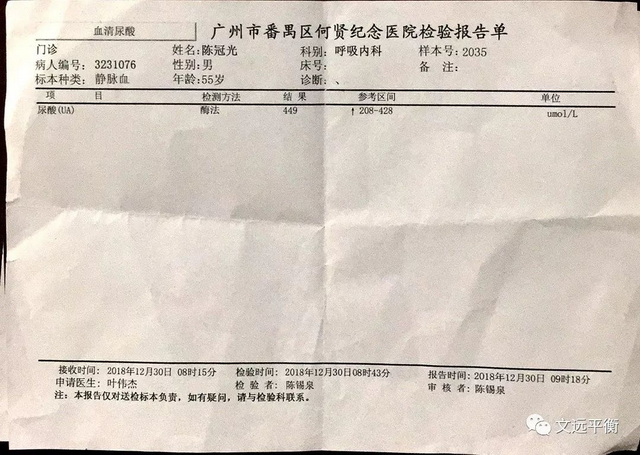 血清尿酸
广州市番禺区何贤纪念医院检验报告单
门诊 姓名:陈冠光 科别: 呼吸内科 样本号: 2035
病人编号: 3231076 性别:男 床号: 备 注:
标本种类: 静脉血 年龄:55岁 诊断: 、
项 目 检测方法 结 果 参考区间 单位
尿酸(UA) 酶法 449 ↑ 208-428 umol/L
接收时间: 2018年12月30日 08时15分 检验时间: 2018年12月30日08时43分 报告时间:2018年12月30日 09时18分
申请医生: 叶伟杰 检 验 者: 陈锡泉 审 核 者: 陈锡泉
注: 本报告仅对送检标本负责, 如有疑问, 请与检验科联系。
文远平衡